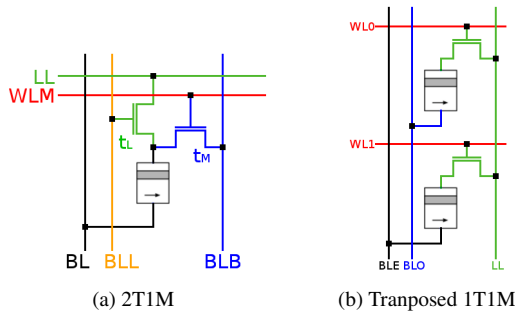 LL
WLM
tL
tM
BL
BLL
BLB
(a) 2T1M
WL0
WL1
BLE
BLO
LL
(b) Tranposed 1T1M